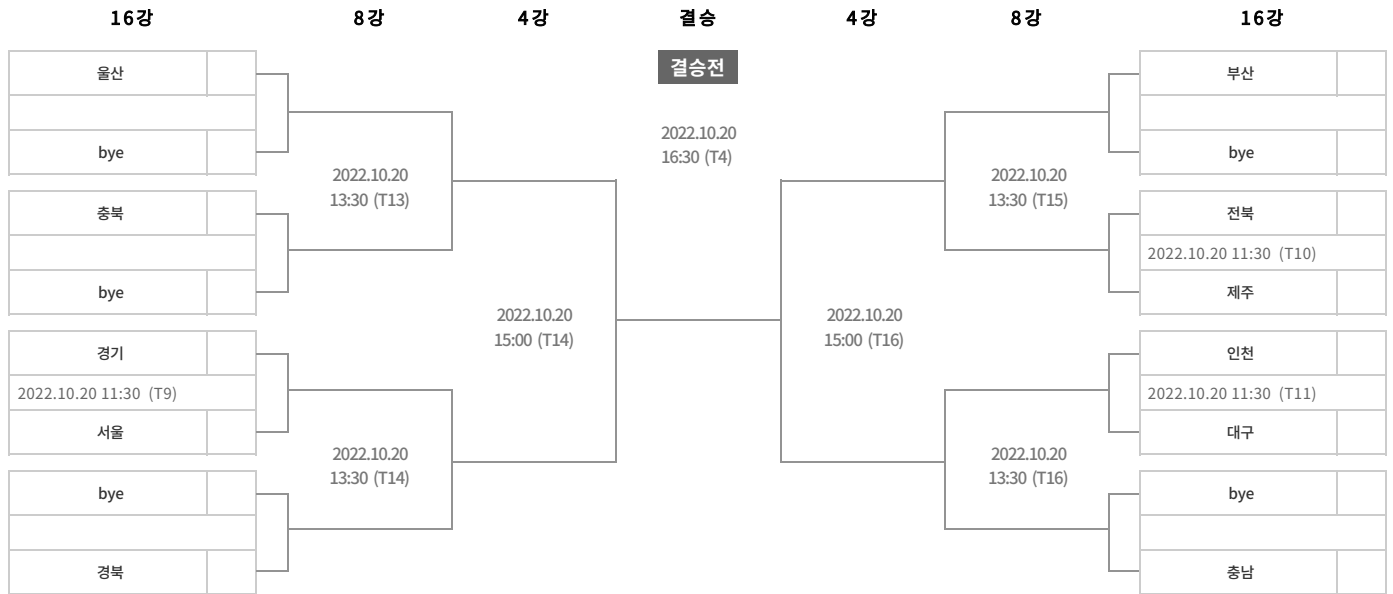 16강 8강 4강 결승 4강 8강 16강
울산
bye
충북
bye
경기
2022.10.20 11:30 (T9)
서울
bye
경북
2022.10.20
13:30 (T13)
2022.10.20
13:30 (T14)
2022.10.20
15:00 (T14)
결승전
2022.10.20
16:30 (T4)
2022.10.20
15:00 (T16)
2022.10.20
13:30 (T15)
2022.10.20
13:30 (T16)
부산
bye
전북
2022.10.20 11:30 (T10)
제주
인천
2022.10.20 11:30 (T11)
대구
bye
충남